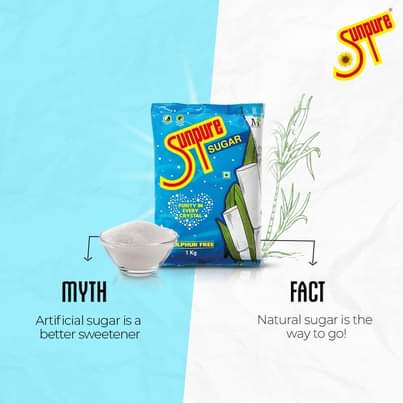 Sunpure
Sunpure
SUGAR
PURITY IN
EVERY
CRYSTAL
SULPHUR FREE
1 Kg
MYTH
Artificial sugar is a
better sweetener
FACT
Natural sugar is the
way to go!